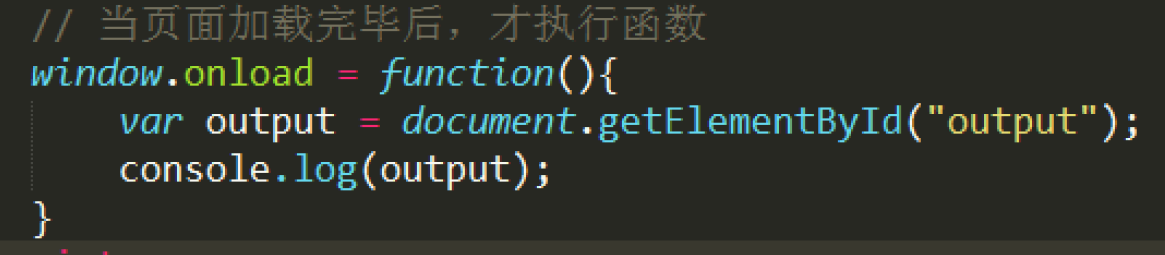 // 当页面加载完毕后，才执行函数
window.onload = function(){
var output = document.getElementById("output");
console.log(output);
}